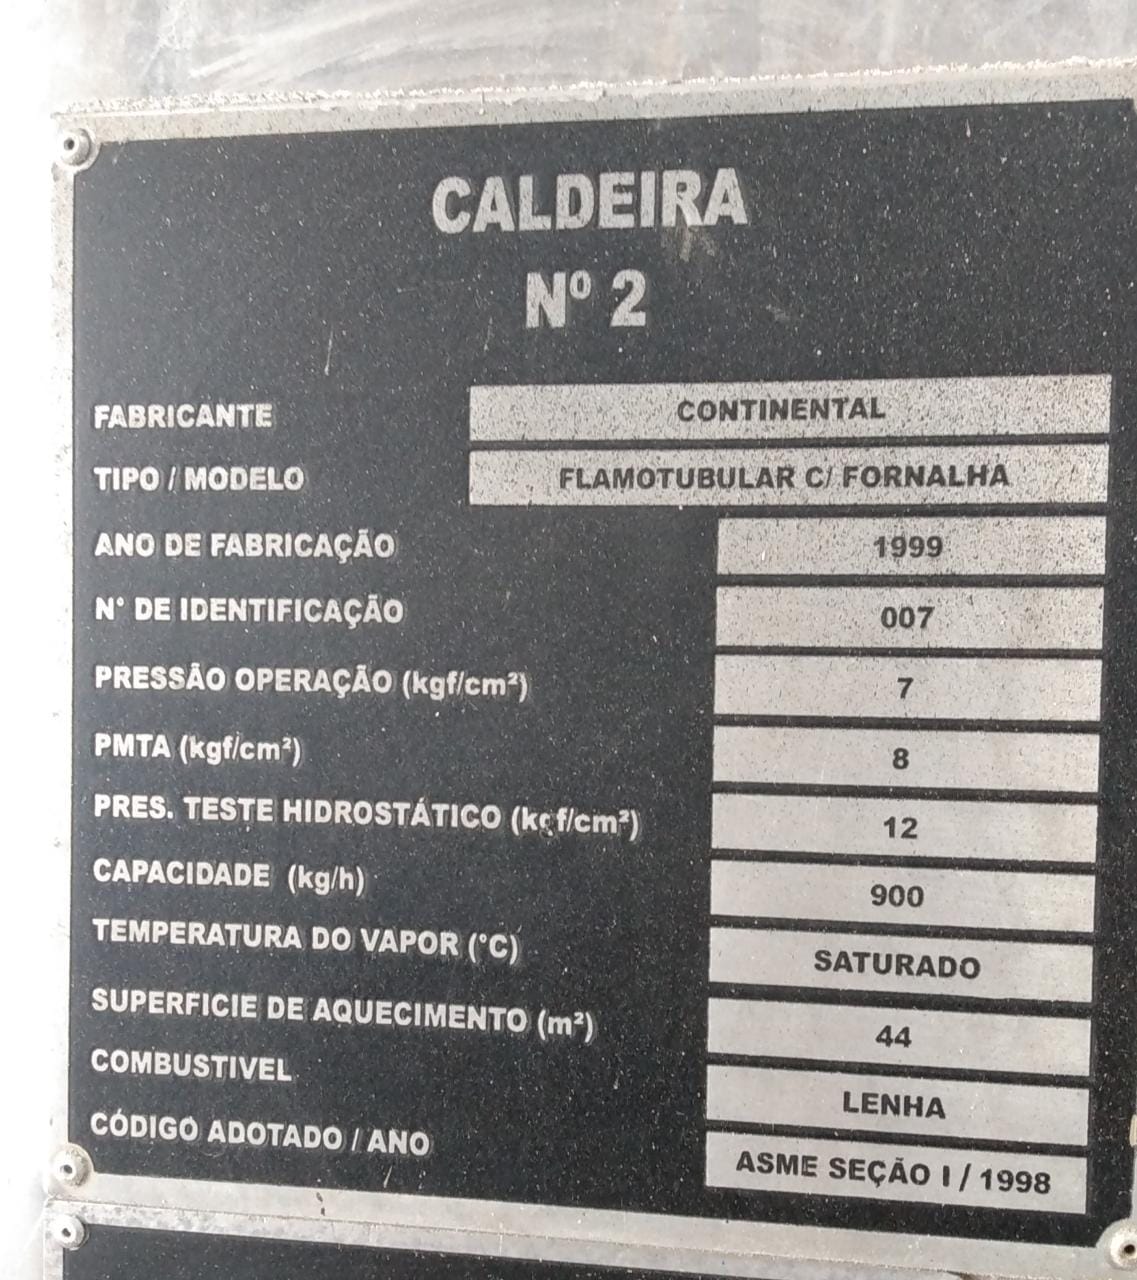 CALDEIRA
Nº 2
FABRICANTE CONTINENTAL
TIPO / MODELO FLAMOTUBULAR C/ FORNALHA
ANO DE FABRICAÇÃO 1999
N° DE IDENTIFICAÇÃO 007
PRESSÃO OPERAÇÃO (kgf/cm²) 7
PMTA (kgf/cm²) 8
PRES. TESTE HIDROSTÁTICO (kgf/cm²) 12
CAPACIDADE (kg/h) 900
TEMPERATURA DO VAPOR (°C) SATURADO
SUPERFICIE DE AQUECIMENTO (m²) 44
COMBUSTIVEL LENHA
CÓDIGO ADOTADO / ANO ASME SEÇÃO I / 1998